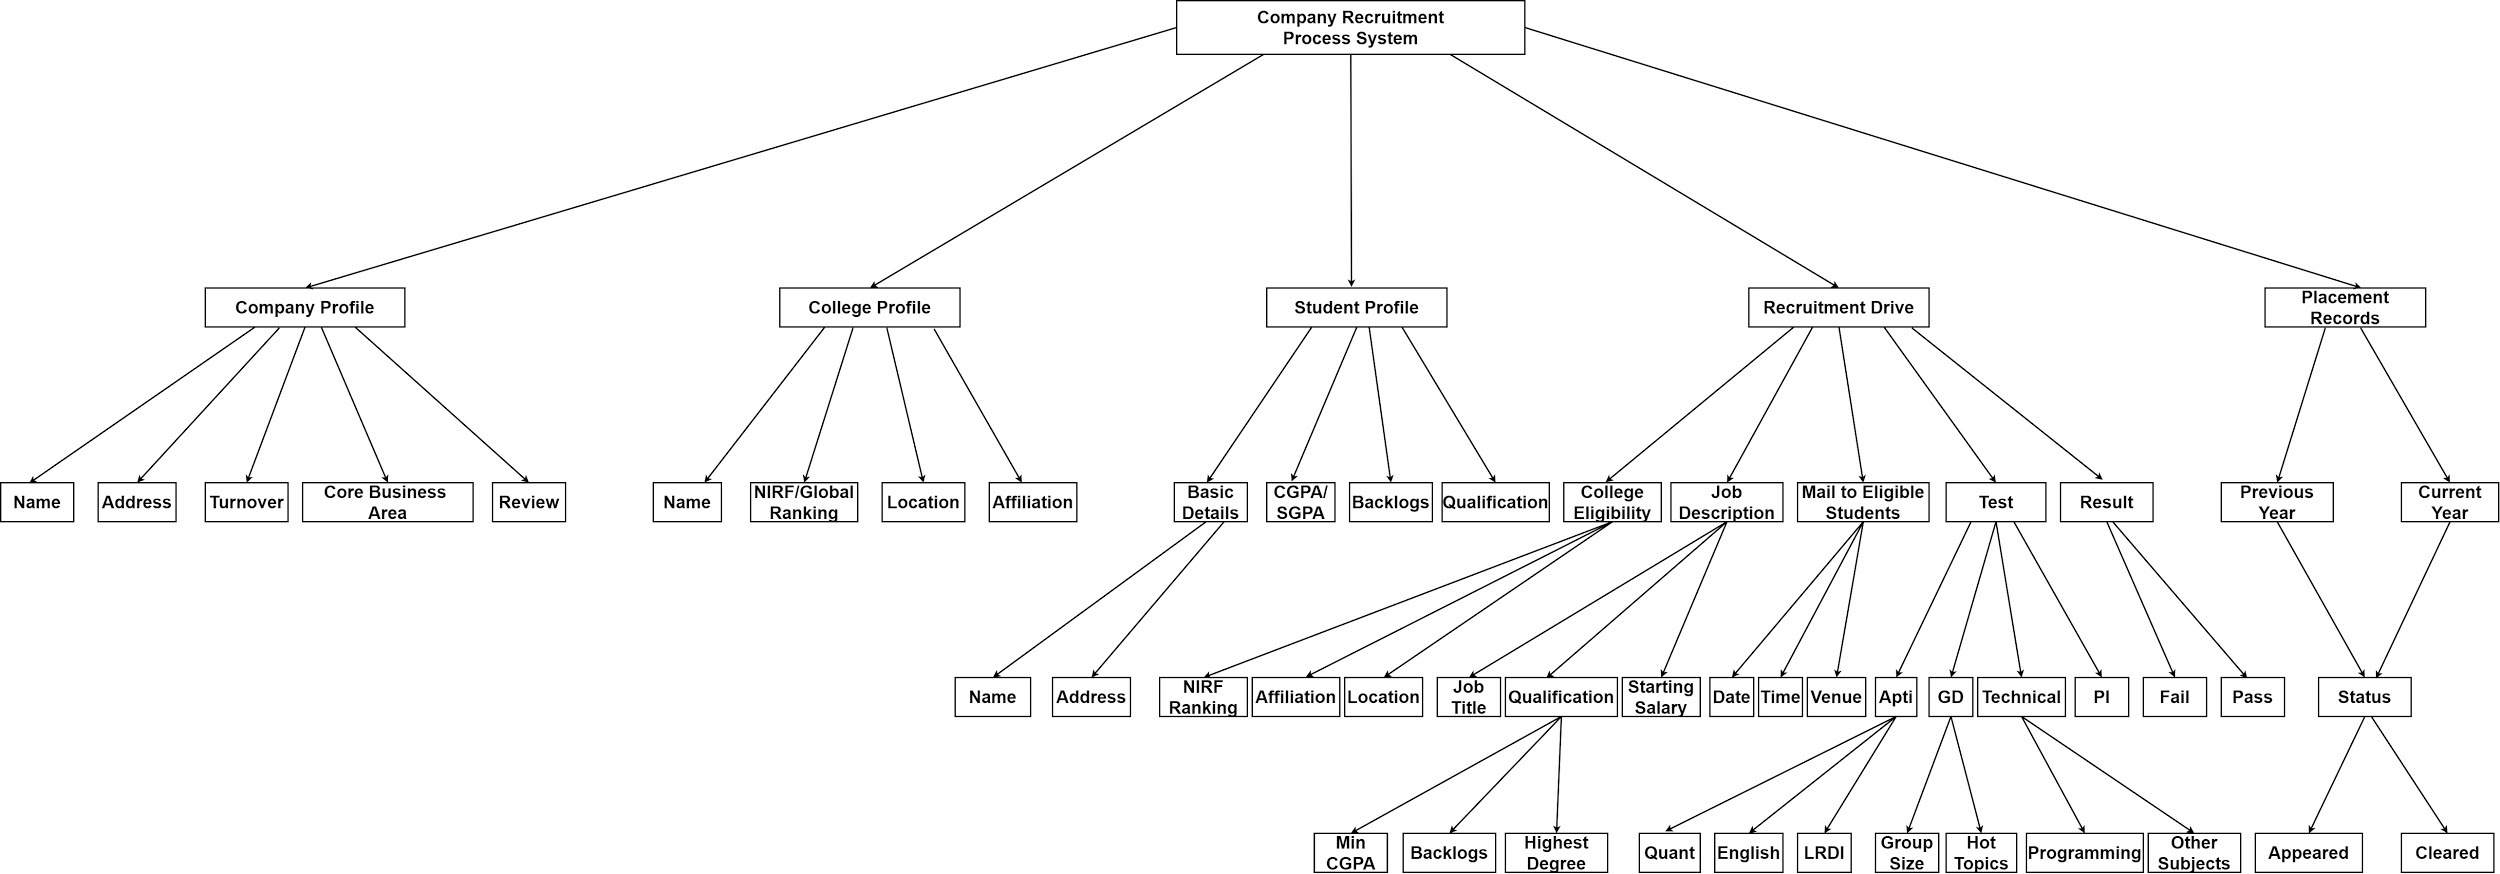 Company Recruitment
Process System
Company Profile
College Profile
Student Profile
Recruitment Drive
Placement
Records
Name
Address
Turnover
Core Business
Area
Review
Name
NIRF/Global
Ranking
Location
Affiliation
Basic
Details
CGPA/
SGPA
Backlogs
Qualification
College
Eligibility
Job
Description
Mail to Eligible
Students
Test
Result
Previous
Year
Current
Year
Name
Address
NIRF
Ranking
Affiliation
Location
Job
Title
Qualification
Starting
Salary
Date
Time
Venue
Apti
GD
Technical
PI
Fail
Pass
Status
Min
CGPA
Backlogs
Highest
Degree
Quant
English
LRDI
Group
Size
Hot
Topics
Programming
Other
Subjects
Appeared
Cleared